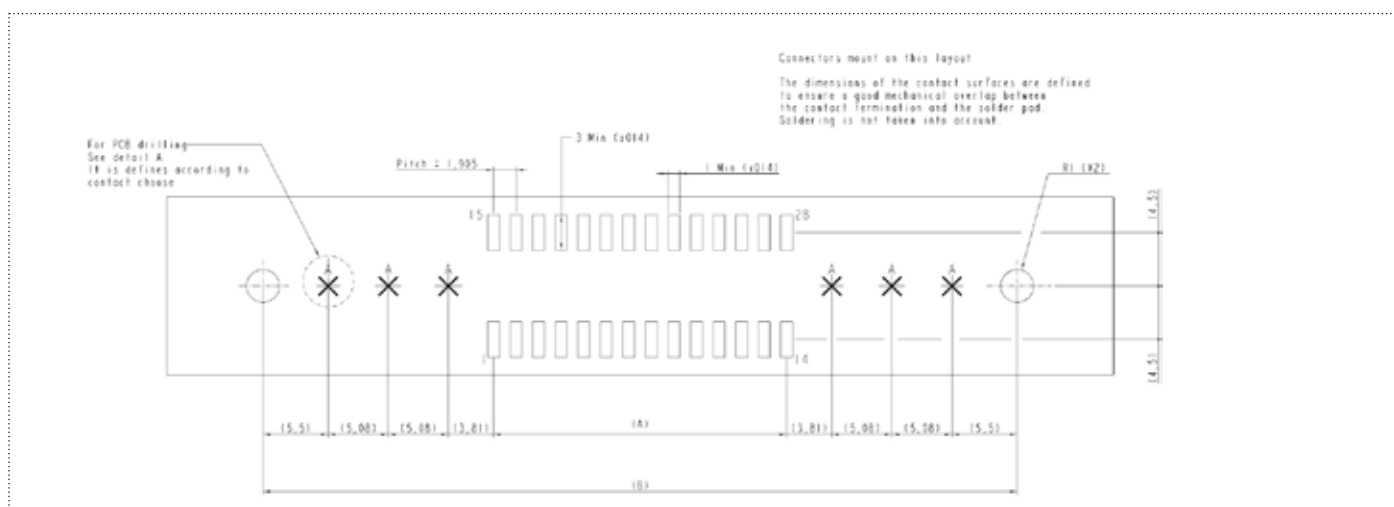 Connectors mount on this layout
The dimensions of the contact surfaces are defined
to ensure a good mechanical overlap between
the contact termination and the solder pad.
Soldering is not taken into account.
For PCB drilling
See detail A
It is defines according to
contact choose
3 Min (x014)
Pitch = 1,905
1 Min (x014)
R1 (X2)
15
28
(4,5)
A
A
A
A
A
A
1
14
(4,5)
(5,5)
(5,08)
(5,08)
(3,81)
(A)
(3,81)
(5,08)
(5,08)
(5,5)
(B)